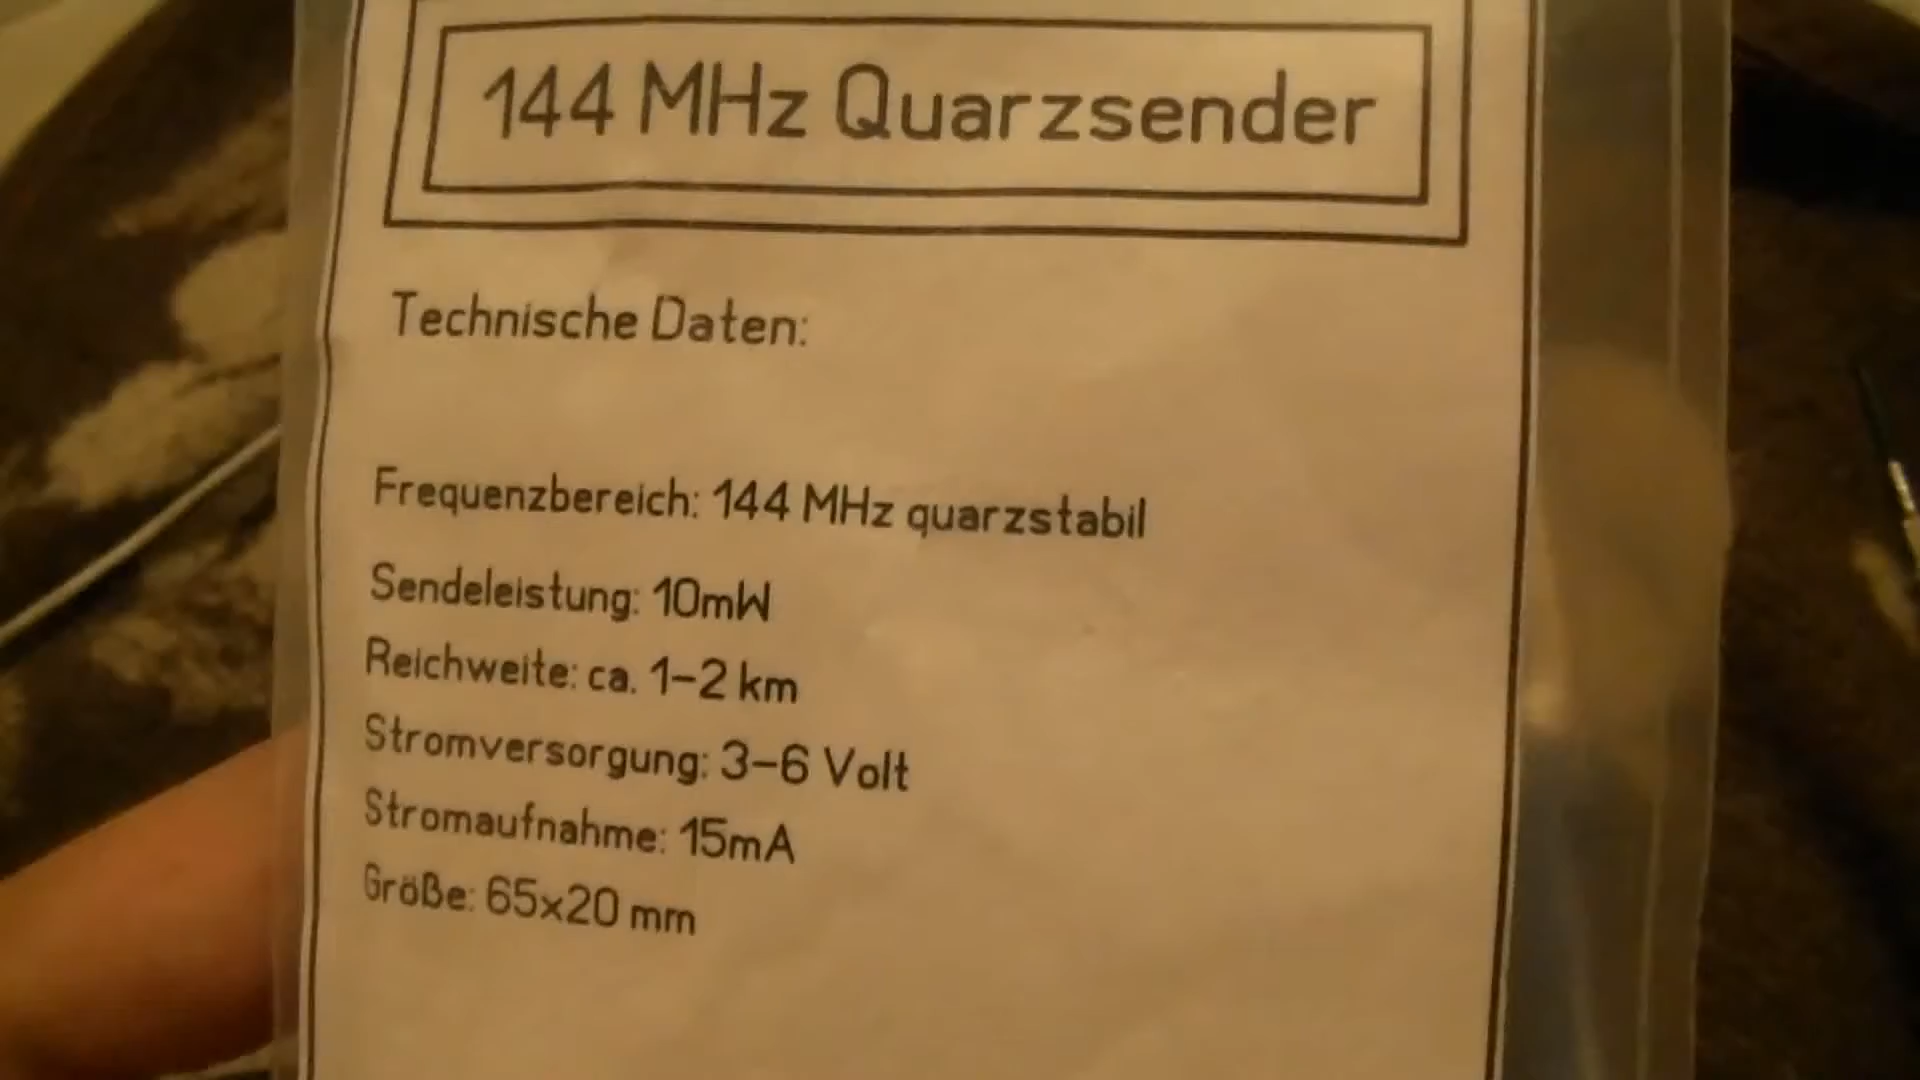 144 MHz Quarzsender
Technische Daten:
Frequenzbereich: 144 MHz quarzstabil
Sendeleistung: 10mW
Reichweite: ca. 1-2 km
Stromversorgung: 3-6 Volt
Stromaufnahme: 15mA
Größe: 65x20 mm